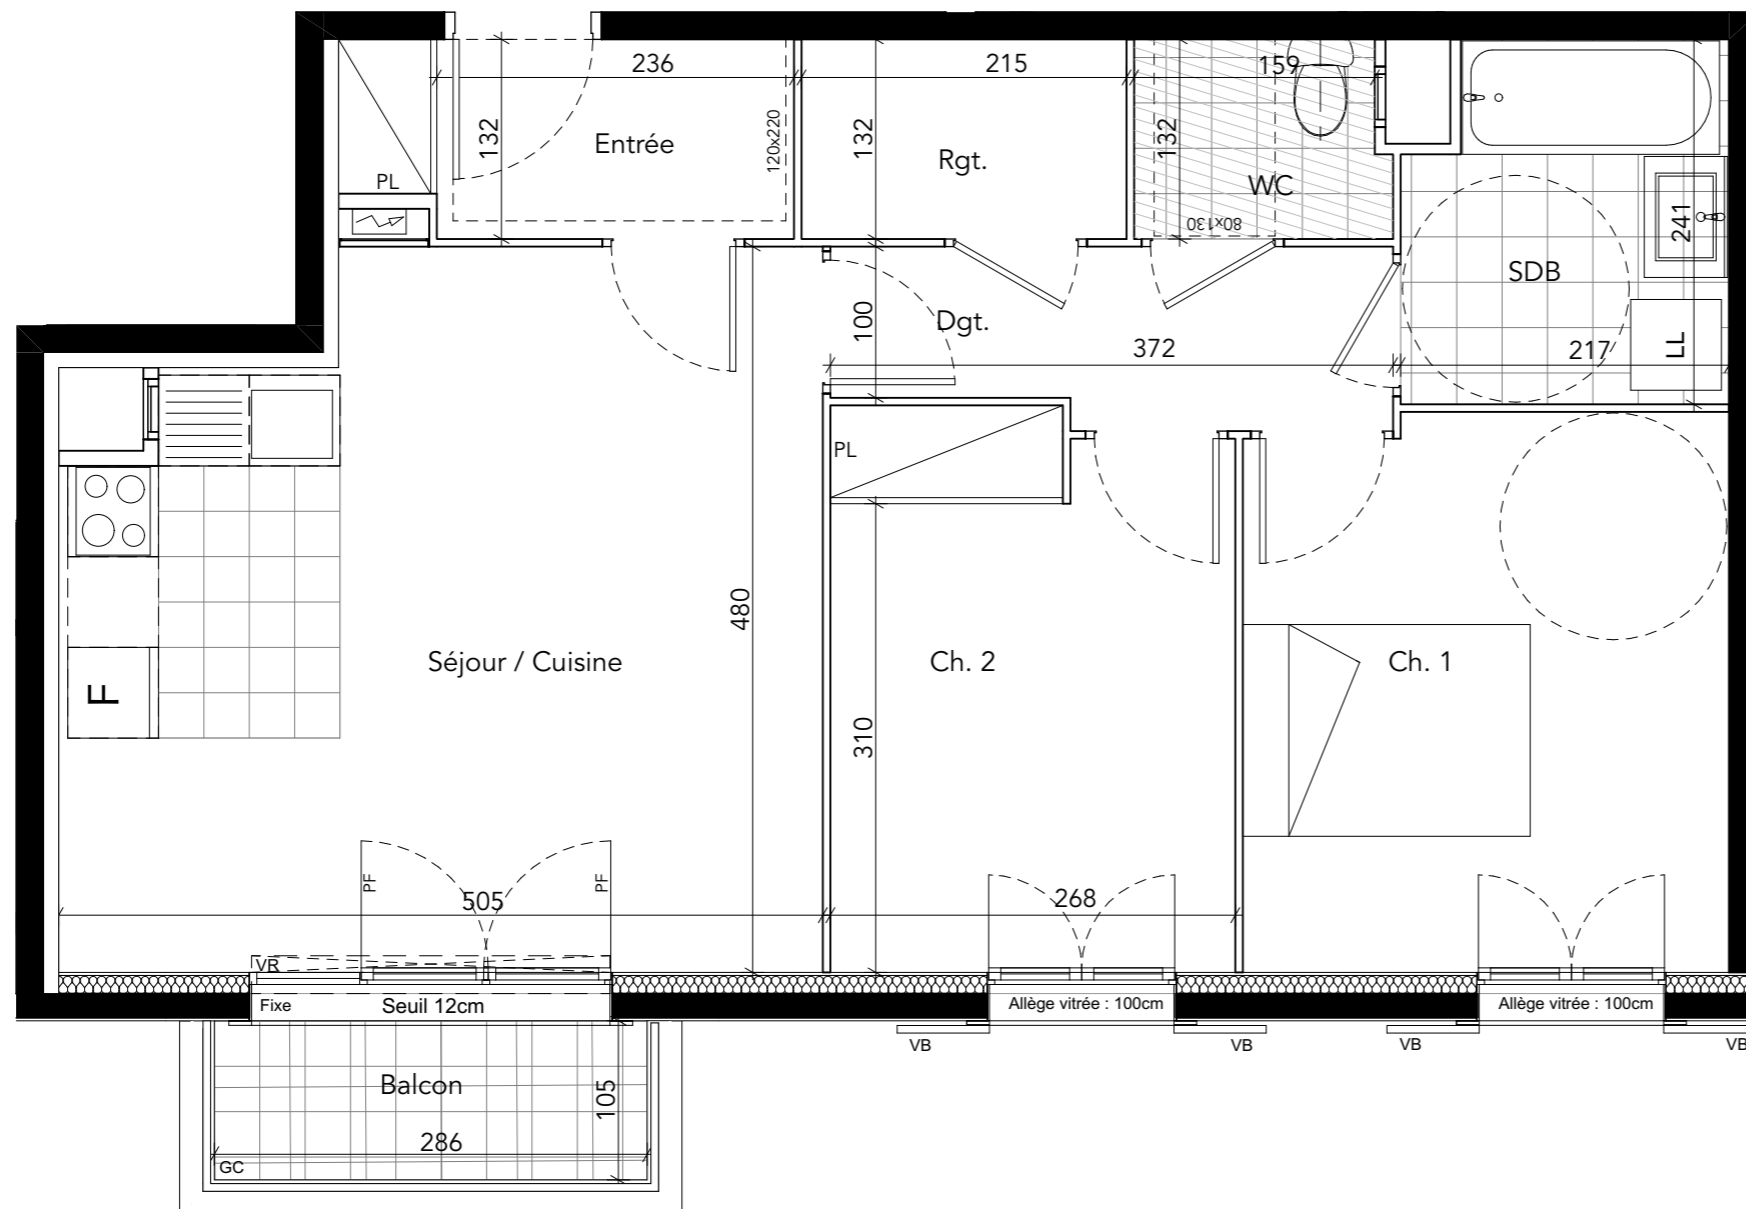 236
215
159
132
Entrée
120x220
132
Rgt.
132
WC
80x130
PL
241
SDB
100
Dgt.
372
217
LL
PL
480
F
Séjour / Cuisine
Ch. 2
Ch. 1
310
PF
PF
505
268
VR
Fixe
Seuil 12cm
Allège vitrée : 100cm
Allège vitrée : 100cm
VB
VB
VB
VB
Balcon
105
286
GC